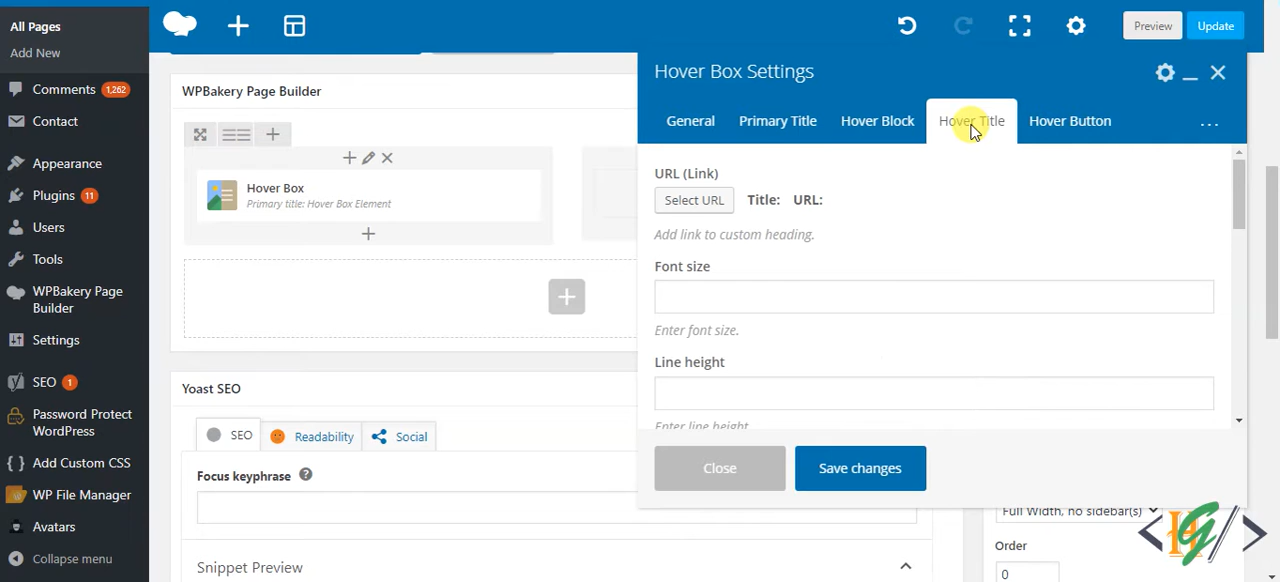 All Pages
Add New
Comments 1,262
Contact
Appearance
Plugins 11
Users
Tools
WPBakery Page
Builder
Settings
SEO 1
Password Protect
WordPress
Add Custom CSS
WP File Manager
Avatars
Collapse menu
Preview
Update
WPBakery Page Builder
Hover Box
Primary title: Hover Box Element
Yoast SEO
SEO
Readability
Social
Focus keyphrase
Snippet Preview
Hover Box Settings
General
Primary Title
Hover Block
Hover Title
Hover Button
...
URL (Link)
Select URL Title: URL:
Add link to custom heading.
Font size
Enter font size.
Line height
Enter line height
Close
Save changes
Full Width, no sidebar(s)
Order
0
<HG/>